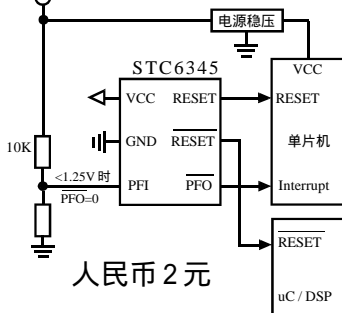 电源稳压
STC6345
VCC
VCC RESET
RESET
GND RESET
单片机
10K
<1.25V 时
PFI PFO
Interrupt
PFO=0
RESET
人民币 2 元
uC / DSP